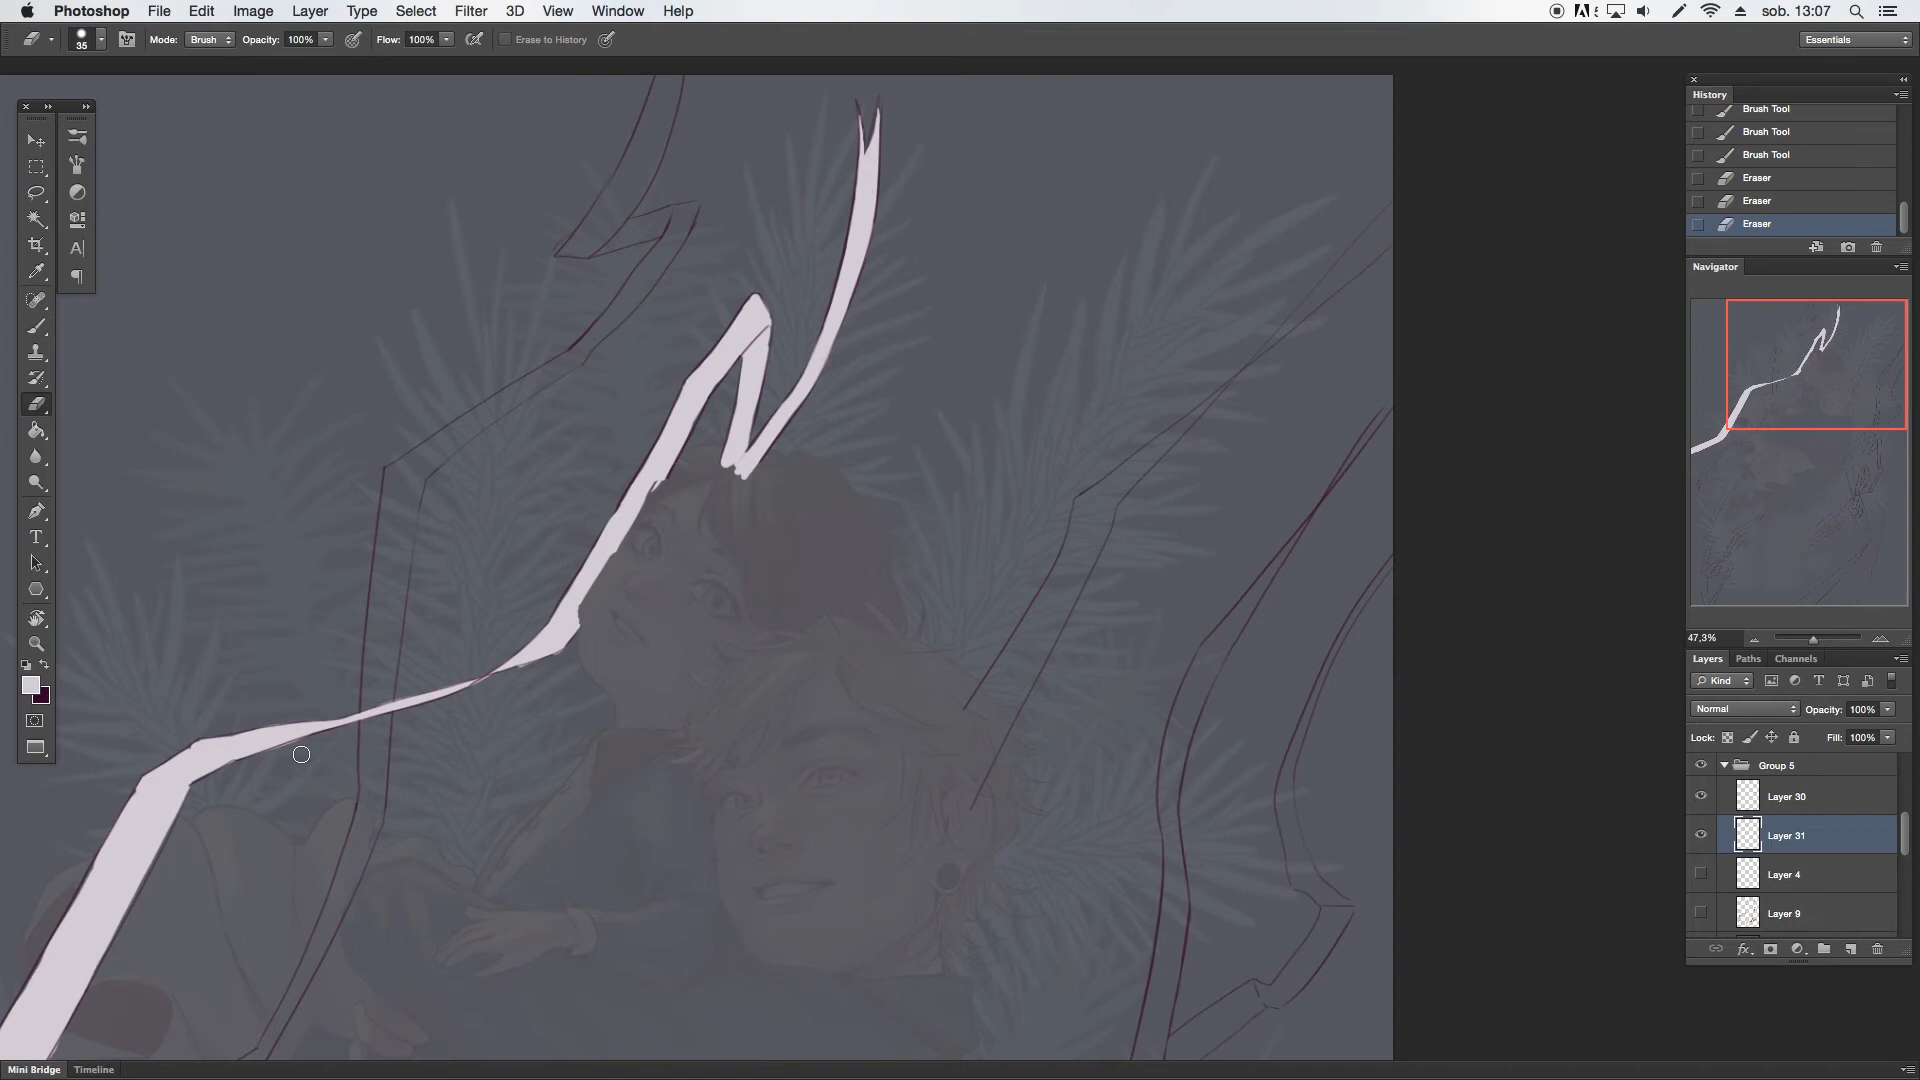 Photoshop File Edit Image Layer Type Select Filter 3D View Window Help sob. 13:07
35 Mode: Brush Opacity: 100% Flow: 100% Erase to History Essentials
History
Brush Tool
Brush Tool
Brush Tool
Eraser
Eraser
Eraser
Navigator
47,3%
Layers Paths Channels
Kind
Normal Opacity: 100%
Lock: Fill: 100%
Group 5
Layer 30
Layer 31
Layer 4
Layer 9
Mini Bridge Timeline